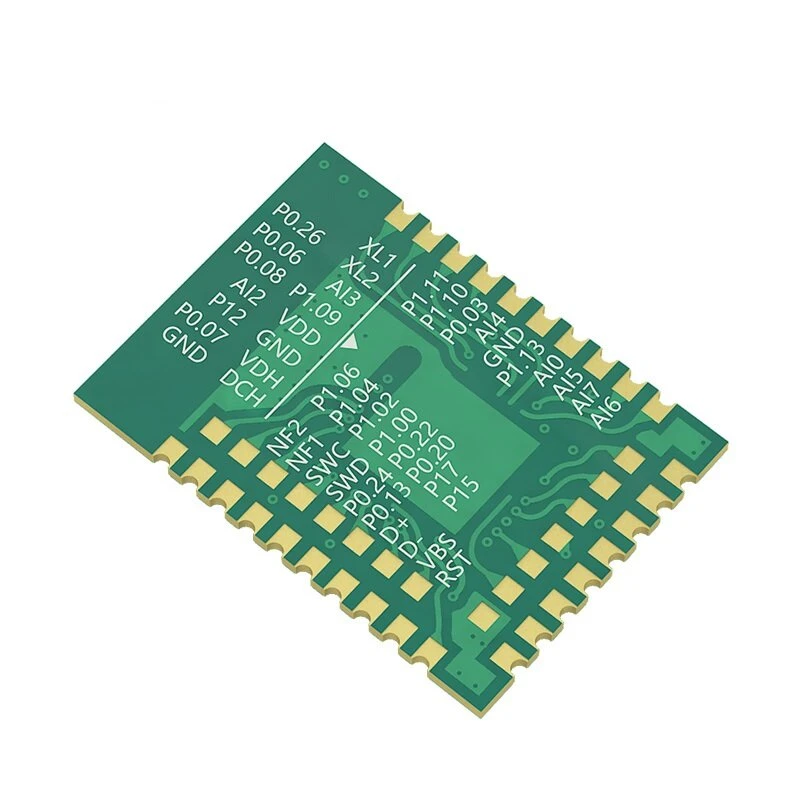 P0.26
P0.06
P0.08
AI2
P12
P0.07
GND
XL1
XL2
AI3
P1.09
VDD
GND
VDH
DCH
P1.11
P1.10
P0.03
AI4
GND
P1.13
AI0
AI5
AI7
AI6
P1.06
P1.04
P1.02
P1.00
P0.22
P0.20
P17
P15
NF2
NF1
SWC
SWD
P0.24
P0.13
D+
D
VBS
RST